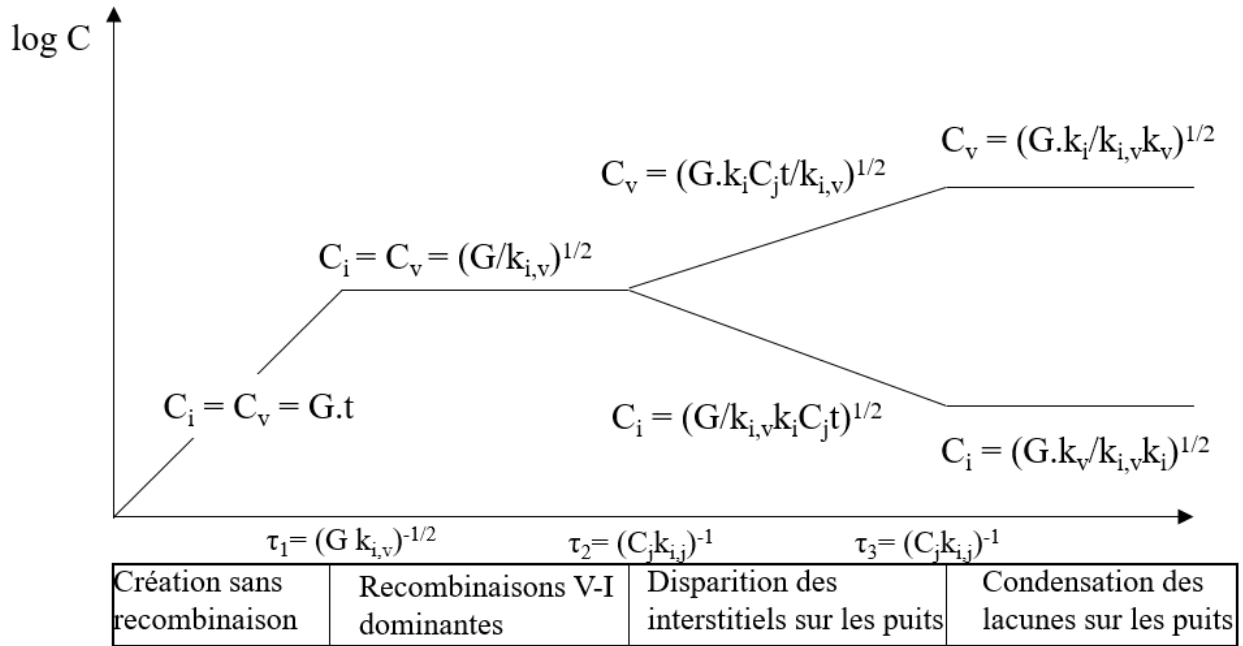 log C
C_v = (G.k_i/k_{i,v}k_v)^{1/2}
C_v = (G.k_iC_jt/k_{i,v})^{1/2}
C_i = C_v = (G/k_{i,v})^{1/2}
C_i = C_v = G.t
C_i = (G/k_{i,v}k_iC_jt)^{1/2}
C_i = (G.k_v/k_{i,v}k_i)^{1/2}
τ_1= (G k_{i,v})^{-1/2}
τ_2= (C_jk_{i,j})^{-1}
τ_3= (C_jk_{i,j})^{-1}
Création sans
recombinaison
Recombinaisons V-I
dominantes
Disparition des
interstitiels sur les puits
Condensation des
lacunes sur les puits